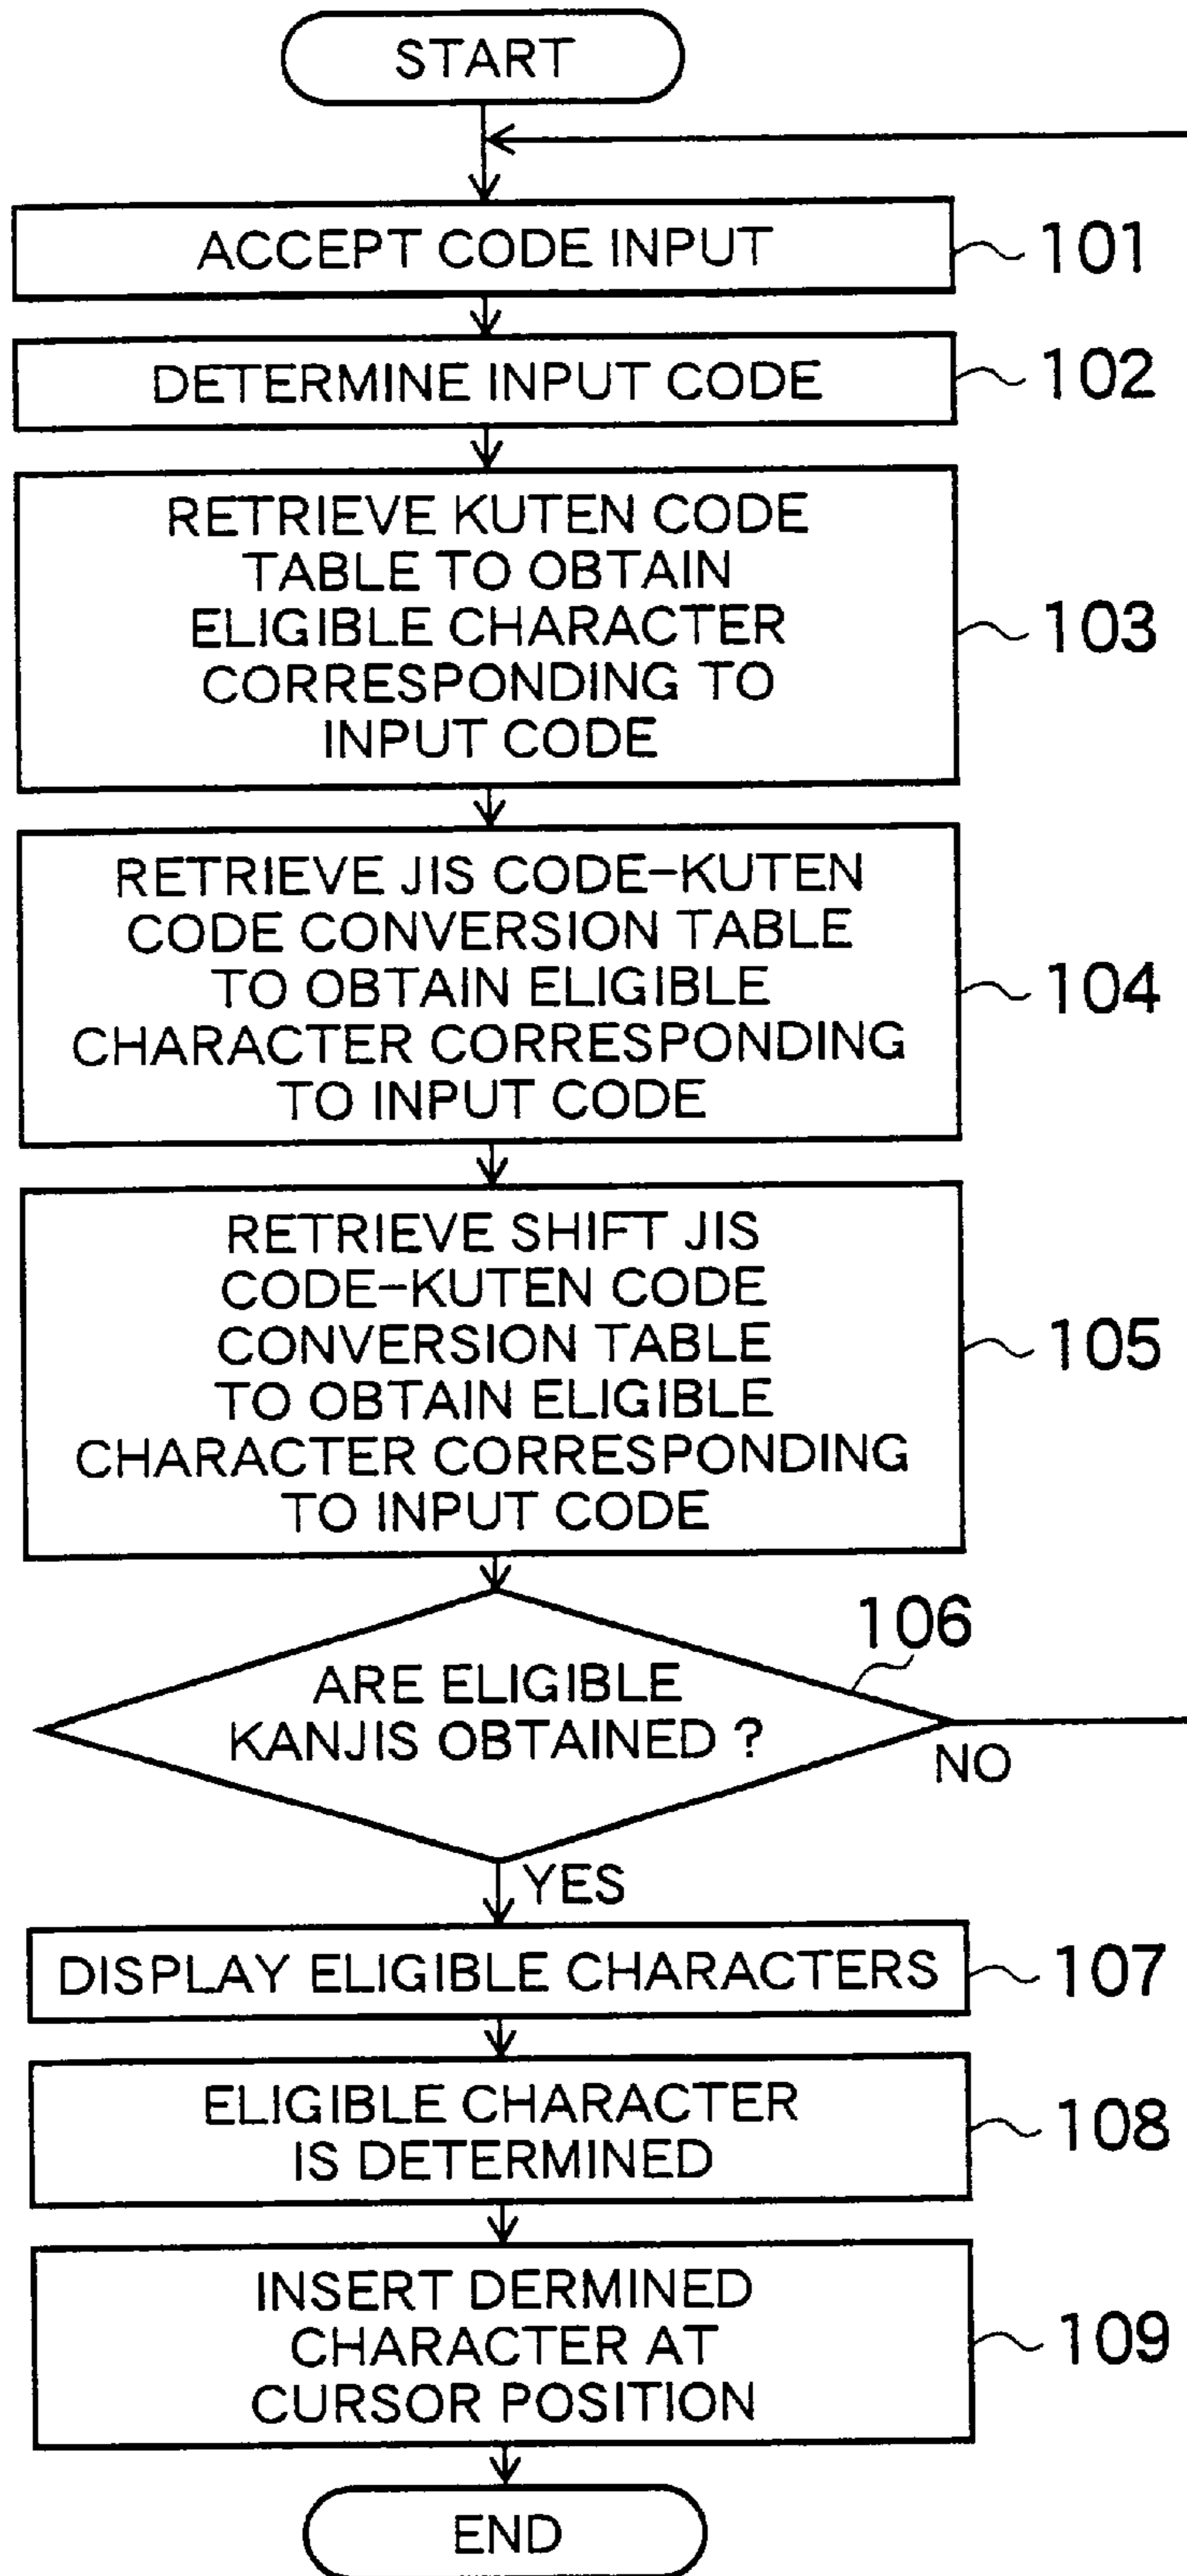 START
ACCEPT CODE INPUT
101
DETERMINE INPUT CODE
102
RETRIEVE KUTEN CODE
TABLE TO OBTAIN
ELIGIBLE CHARACTER
CORRESPONDING TO
INPUT CODE
103
RETRIEVE JIS CODE-KUTEN
CODE CONVERSION TABLE
TO OBTAIN ELIGIBLE
CHARACTER CORRESPONDING
TO INPUT CODE
104
RETRIEVE SHIFT JIS
CODE-KUTEN CODE
CONVERSION TABLE
TO OBTAIN ELIGIBLE
CHARACTER CORRESPONDING
TO INPUT CODE
105
106
ARE ELIGIBLE
KANJIS OBTAINED ?
NO
YES
DISPLAY ELIGIBLE CHARACTERS
107
ELIGIBLE CHARACTER
IS DETERMINED
108
INSERT DERMINED
CHARACTER AT
CURSOR POSITION
109
END